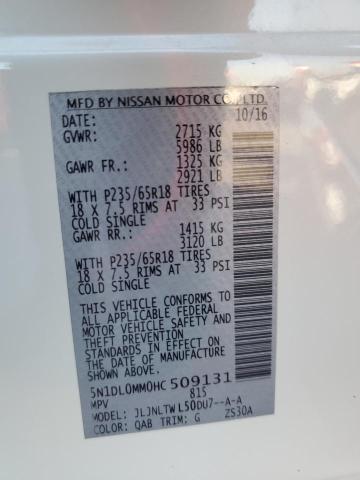 MFD BY NISSAN MOTOR CO.,LTD.
DATE: 10/16
GVWR: 2715 KG
5986 LB
GAWR FR.: 1325 KG
2921 LB
WITH P235/65R18 TIRES
18 X 7.5 RIMS AT 33 PSI
COLD SINGLE
GAWR RR.: 1415 KG
3120 LB
WITH P235/65R18 TIRES
18 X 7.5 RIMS AT 33 PSI
COLD SINGLE
THIS VEHICLE CONFORMS TO
ALL APPLICABLE FEDERAL
MOTOR VEHICLE SAFETY AND
THEFT PREVENTION
STANDARDS IN EFFECT ON
THE DATE OF MANUFACTURE
SHOWN ABOVE.
5N1DL0MM0HC 509131
MPV 815
MODEL: JLJNLTWL50DU7--A-A
COLOR: QAB TRIM: G ZS30A